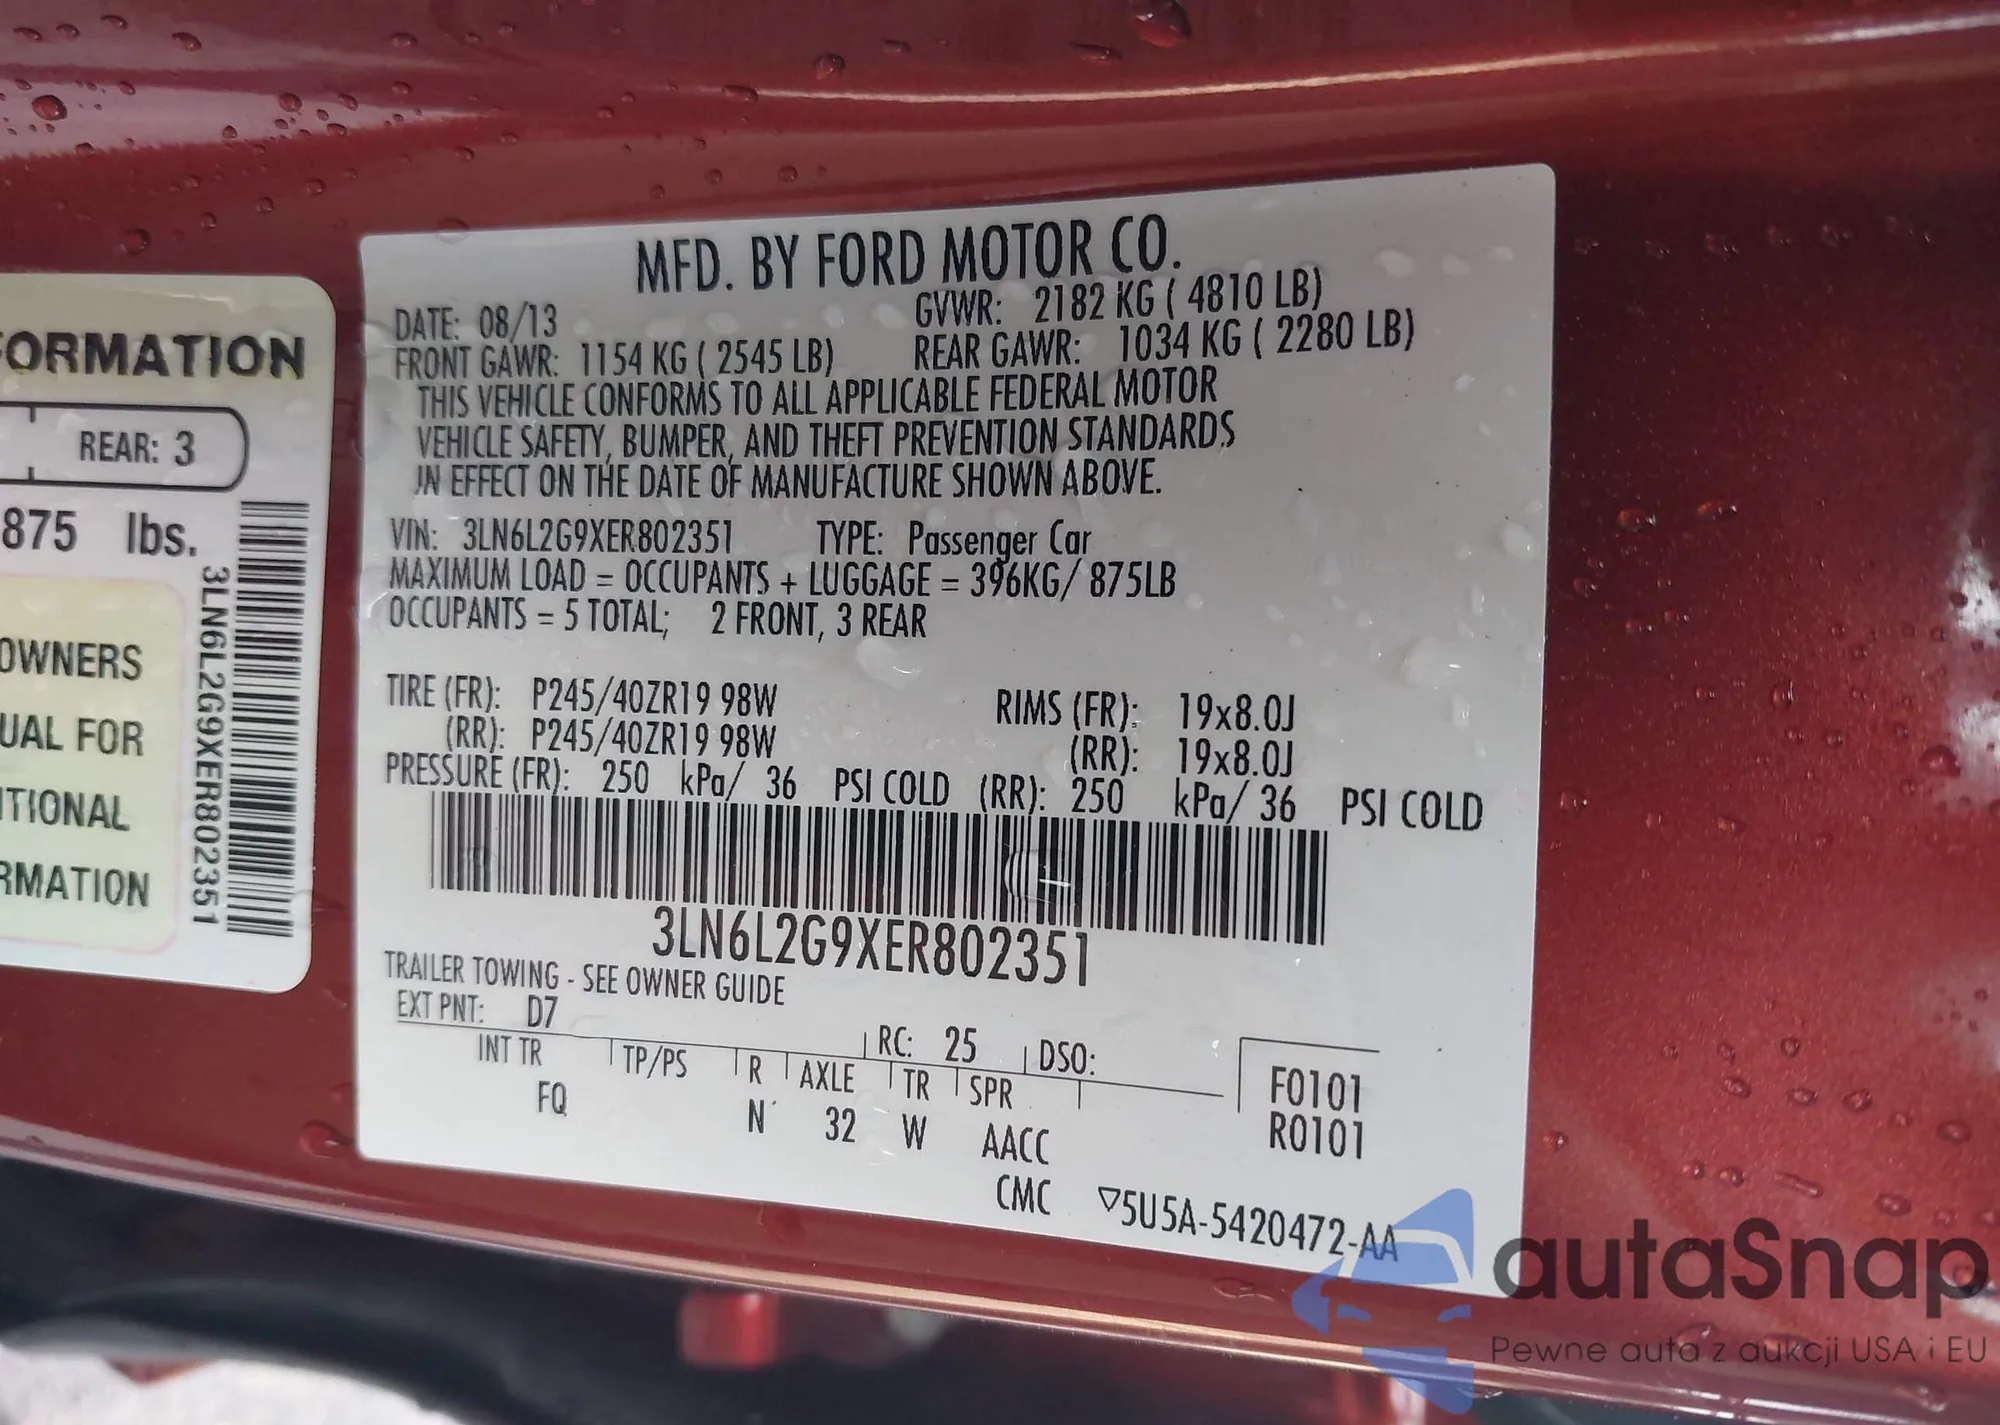 FORMATION
REAR: 3
875 lbs.
OWNERS
UAL FOR
ITIONAL
RMATION
3LN6L2G9XER802351
MFD. BY FORD MOTOR CO.
DATE: 08/13 GVWR: 2182 KG ( 4810 LB)
FRONT GAWR: 1154 KG ( 2545 LB) REAR GAWR: 1034 KG ( 2280 LB)
THIS VEHICLE CONFORMS TO ALL APPLICABLE FEDERAL MOTOR
VEHICLE SAFETY, BUMPER, AND THEFT PREVENTION STANDARDS
IN EFFECT ON THE DATE OF MANUFACTURE SHOWN ABOVE.
VIN: 3LN6L2G9XER802351 TYPE: Passenger Car
MAXIMUM LOAD = OCCUPANTS + LUGGAGE = 396KG/ 875LB
OCCUPANTS = 5 TOTAL; 2 FRONT, 3 REAR
TIRE (FR): P245/40ZR19 98W RIMS (FR): 19x8.0J
(RR): P245/40ZR19 98W (RR): 19x8.0J
PRESSURE (FR): 250 kPa/ 36 PSI COLD (RR): 250 kPa/ 36 PSI COLD
3LN6L2G9XER802351
TRAILER TOWING - SEE OWNER GUIDE
EXT PNT: D7 RC: 25 DSO:
INT TR TP/PS R AXLE TR SPR F0101
FQ N 32 W AACC R0101
CMC ▽5U5A-5420472-AA
autaSnap
Pewne auta z aukcji USA i EU